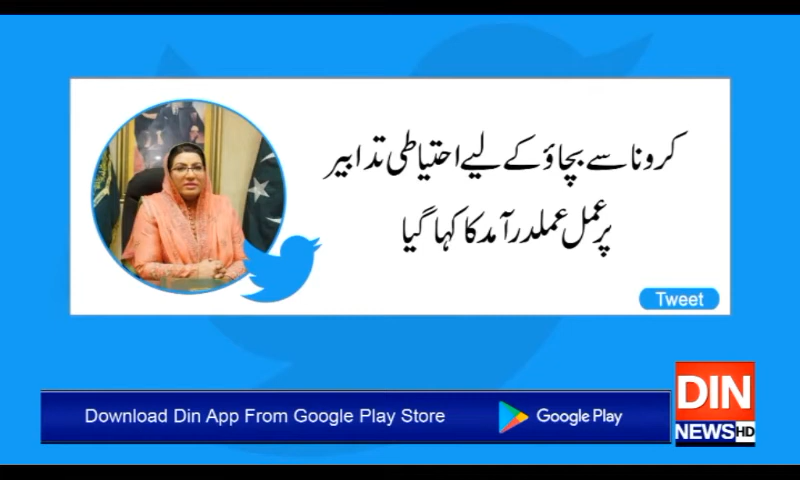 کرونا سے بچاؤ کے لیے احتیاطی تدابیر
پر عمل عملدرآمد کا کہا گیا
Tweet
Download Din App From Google Play Store
Google Play
DIN
NEWS HD